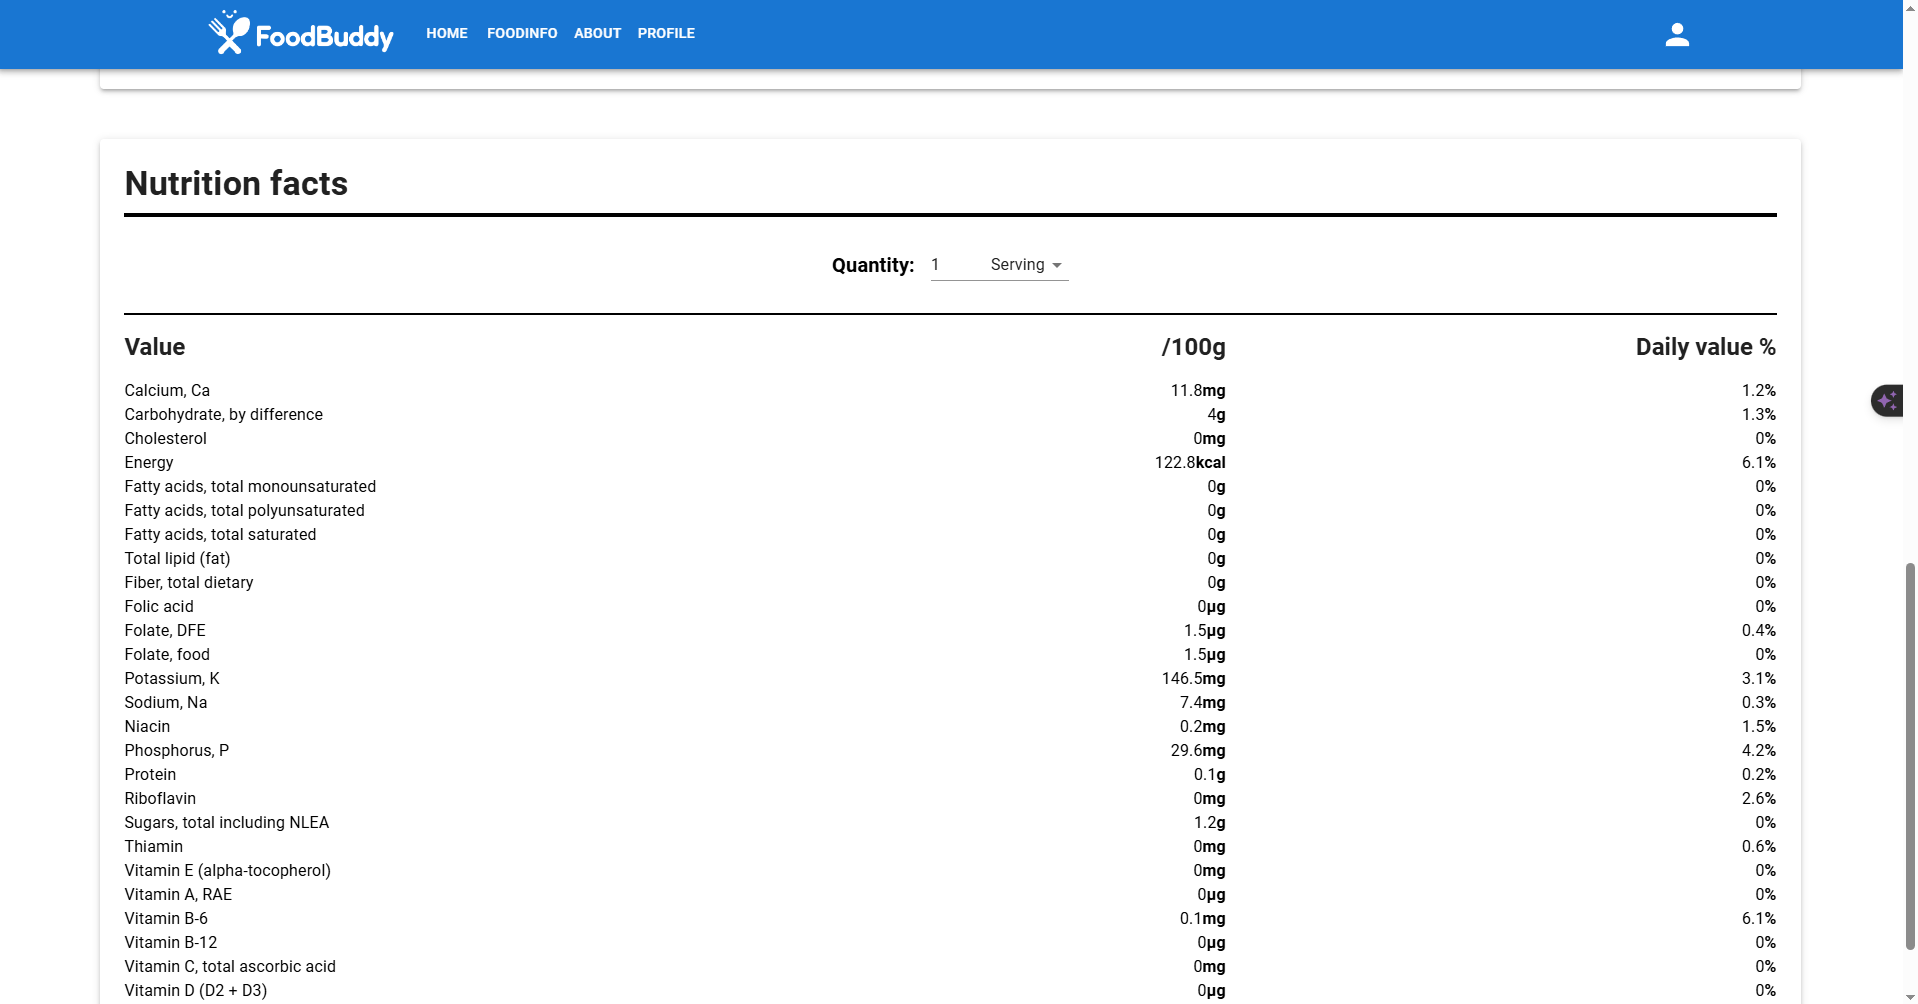 FoodBuddy HOME FOODINFO ABOUT PROFILE
Nutrition facts
Quantity: 1 Serving
Value /100g Daily value %
Calcium, Ca 11.8mg 1.2%
Carbohydrate, by difference 4g 1.3%
Cholesterol 0mg 0%
Energy 122.8kcal 6.1%
Fatty acids, total monounsaturated 0g 0%
Fatty acids, total polyunsaturated 0g 0%
Fatty acids, total saturated 0g 0%
Total lipid (fat) 0g 0%
Fiber, total dietary 0g 0%
Folic acid 0µg 0%
Folate, DFE 1.5µg 0.4%
Folate, food 1.5µg 0%
Potassium, K 146.5mg 3.1%
Sodium, Na 7.4mg 0.3%
Niacin 0.2mg 1.5%
Phosphorus, P 29.6mg 4.2%
Protein 0.1g 0.2%
Riboflavin 0mg 2.6%
Sugars, total including NLEA 1.2g 0%
Thiamin 0mg 0.6%
Vitamin E (alpha-tocopherol) 0mg 0%
Vitamin A, RAE 0µg 0%
Vitamin B-6 0.1mg 6.1%
Vitamin B-12 0µg 0%
Vitamin C, total ascorbic acid 0mg 0%
Vitamin D (D2 + D3) 0µg 0%